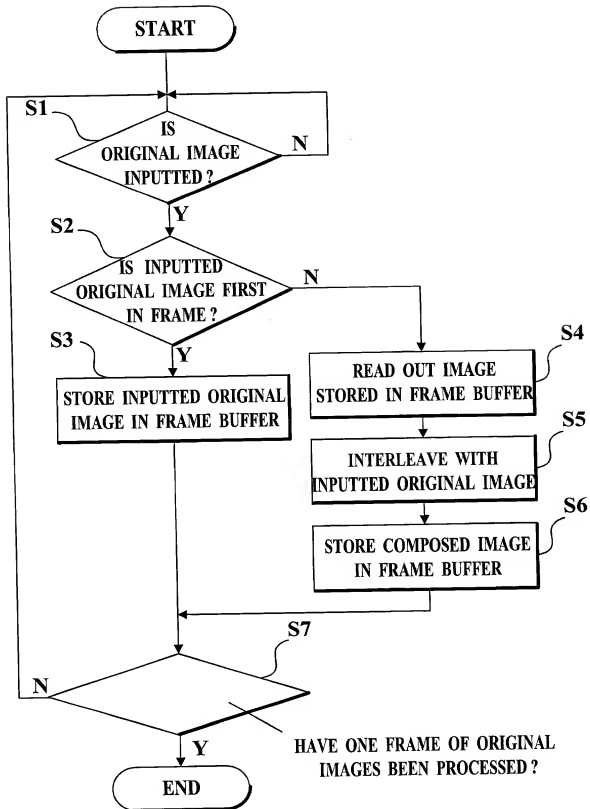 START
S1
IS
ORIGINAL IMAGE
INPUTTED?
N
Y
S2
IS INPUTTED
ORIGINAL IMAGE FIRST
IN FRAME?
N
Y
S3
STORE INPUTTED ORIGINAL
IMAGE IN FRAME BUFFER
S4
READ OUT IMAGE
STORED IN FRAME BUFFER
S5
INTERLEAVE WITH
INPUTTED ORIGINAL IMAGE
S6
STORE COMPOSED IMAGE
IN FRAME BUFFER
S7
N
HAVE ONE FRAME OF ORIGINAL
IMAGES BEEN PROCESSED?
Y
END